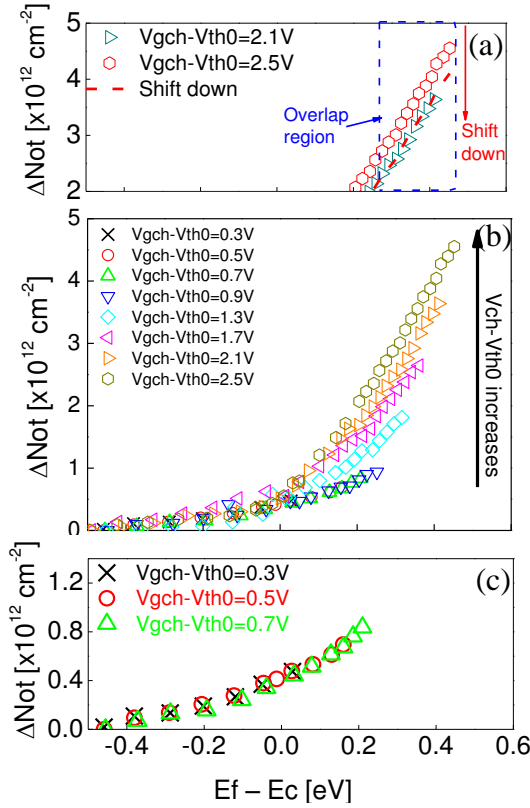 5
4
3
2
ΔNot [x10¹² cm⁻²]
Vgch-Vth0=2.1V
Vgch-Vth0=2.5V
Shift down
(a)
Overlap
region
Shift
down
5
4
3
2
1
0
ΔNot [x10¹² cm⁻²]
Vgch-Vth0=0.3V
Vgch-Vth0=0.5V
Vgch-Vth0=0.7V
Vgch-Vth0=0.9V
Vgch-Vth0=1.3V
Vgch-Vth0=1.7V
Vgch-Vth0=2.1V
Vgch-Vth0=2.5V
(b)
Vch-Vth0 increases
1.2
0.8
0.4
0.0
ΔNot [x10¹² cm⁻²]
Vgch-Vth0=0.3V
Vgch-Vth0=0.5V
Vgch-Vth0=0.7V
(c)
-0.4 -0.2 0.0 0.2 0.4 0.6
Ef – Ec [eV]